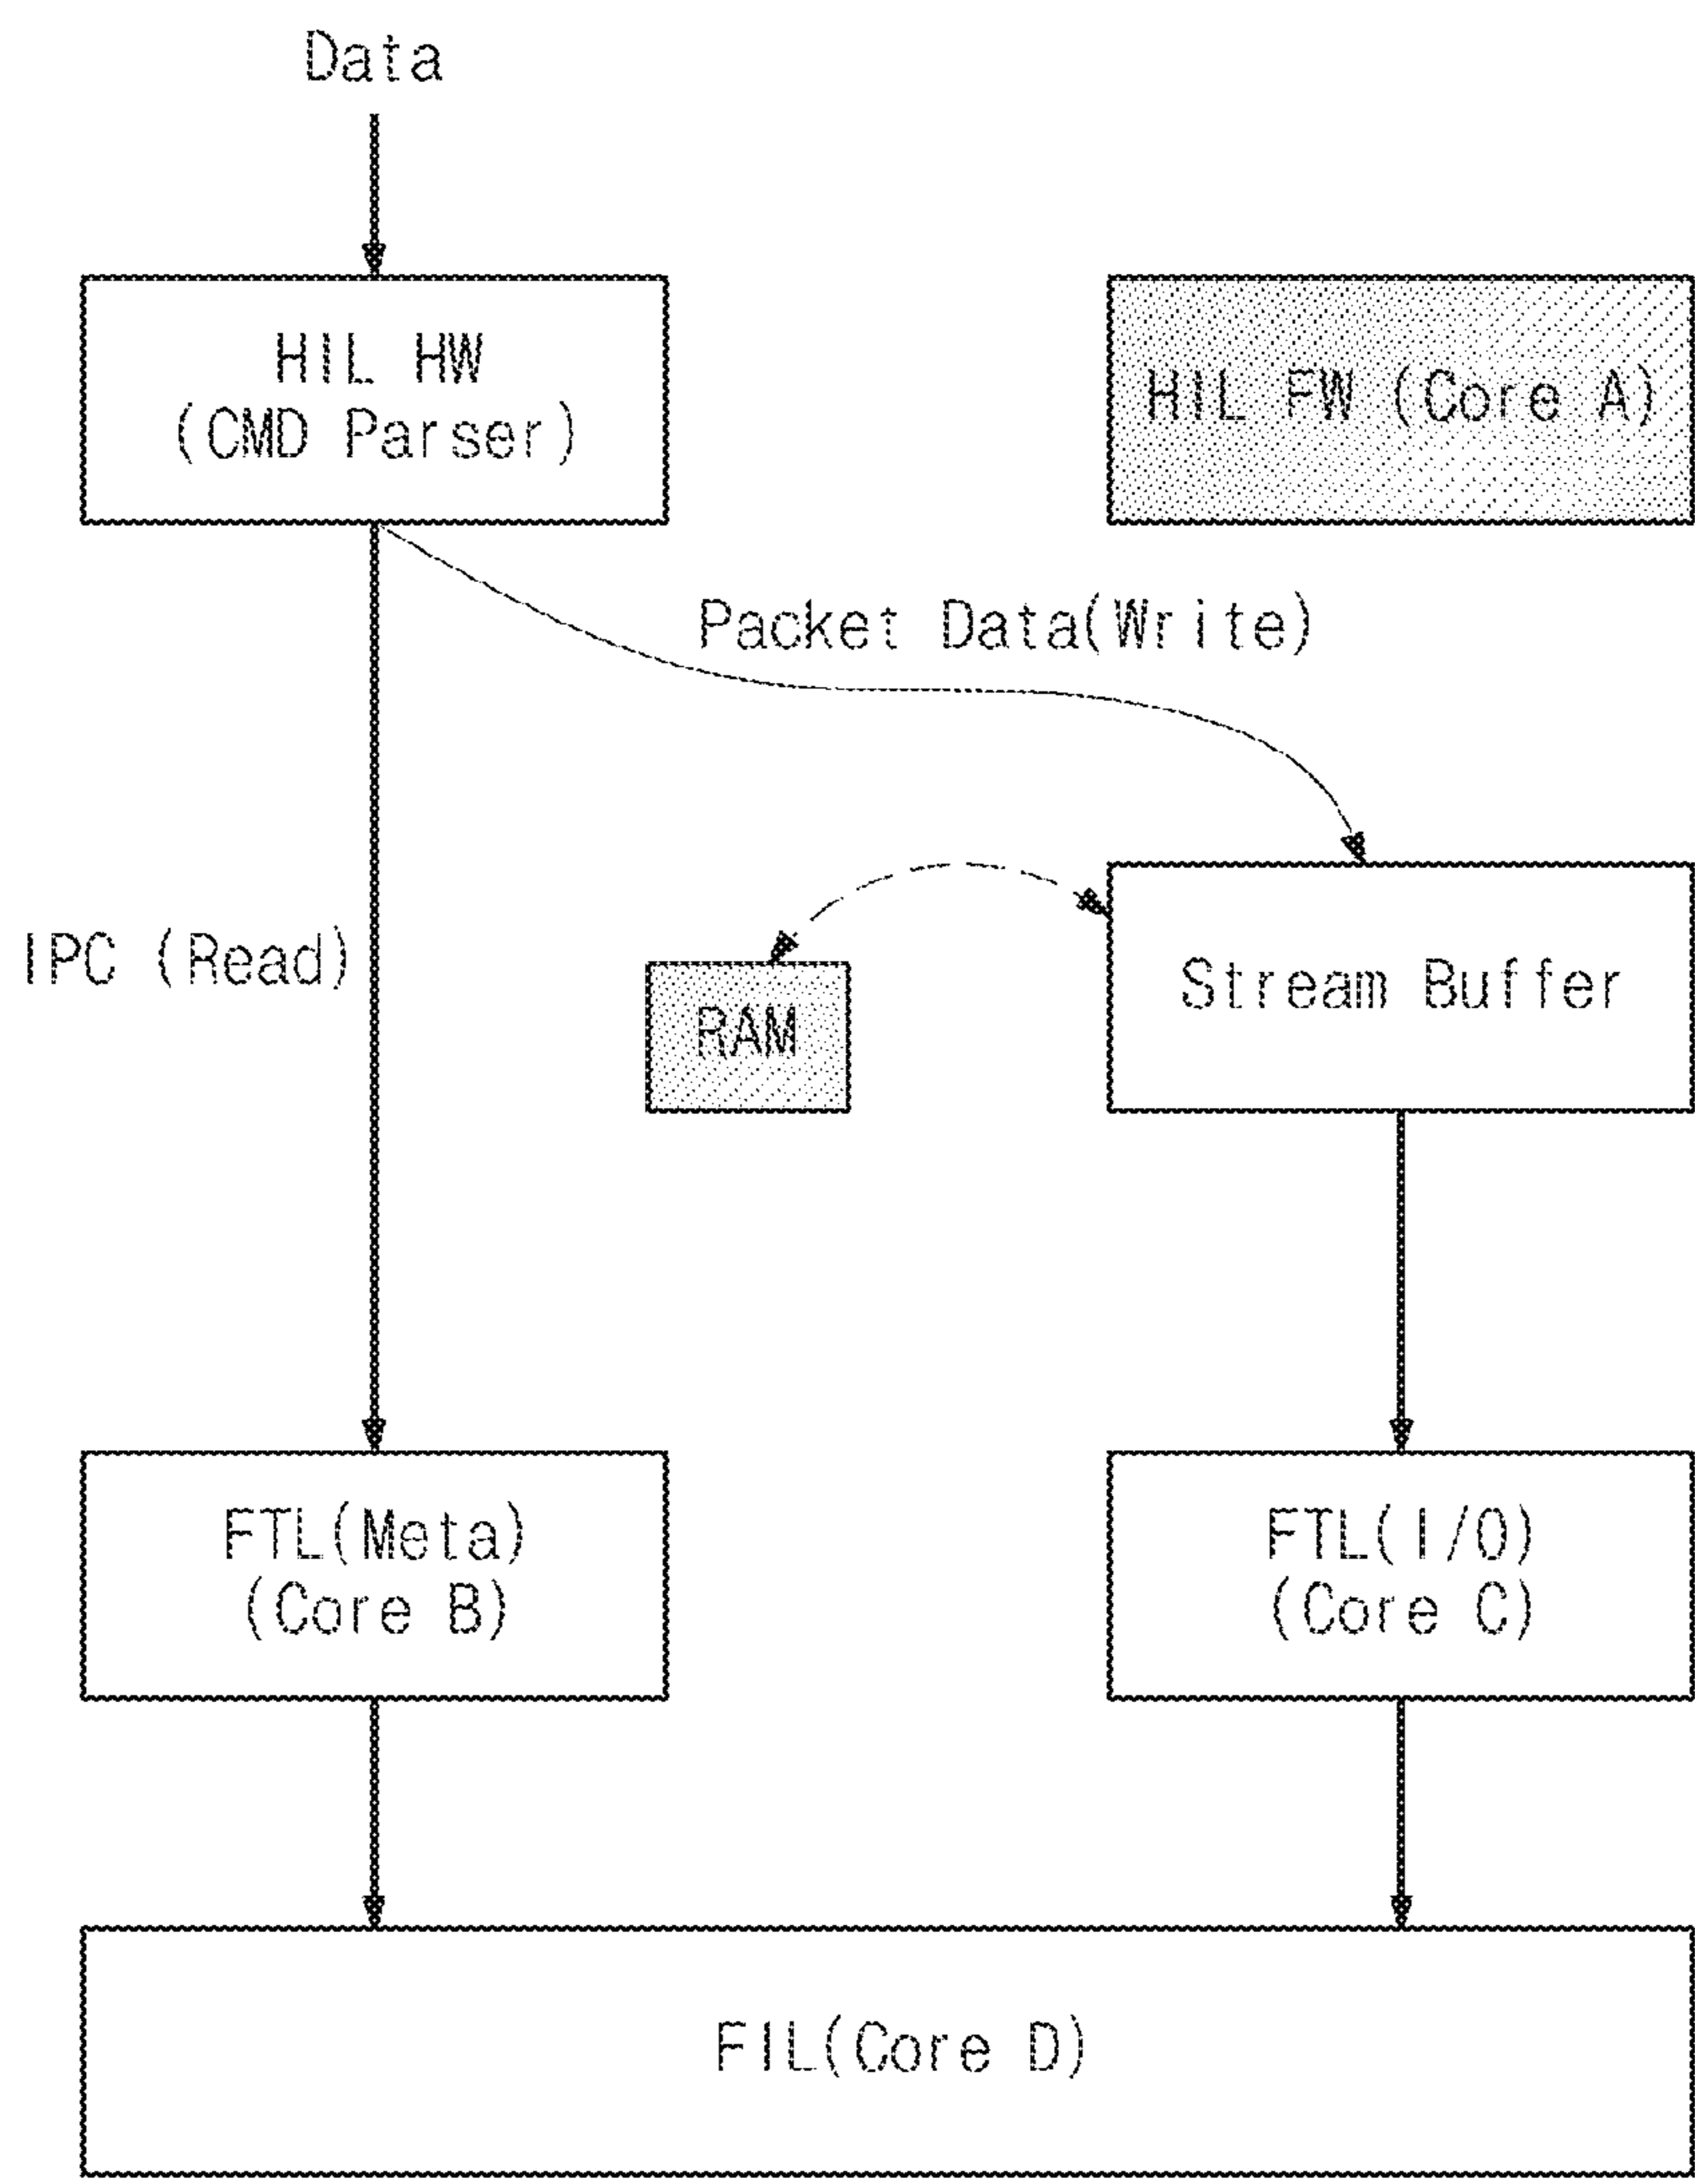 Data
HIL HW
(CMD Parser)
HIL FW (Core A)
Packet Data(Write)
IPC (Read)
RAM
Stream Buffer
FTL(Meta)
(Core B)
FTL(I/O)
(Core C)
FIL(Core D)